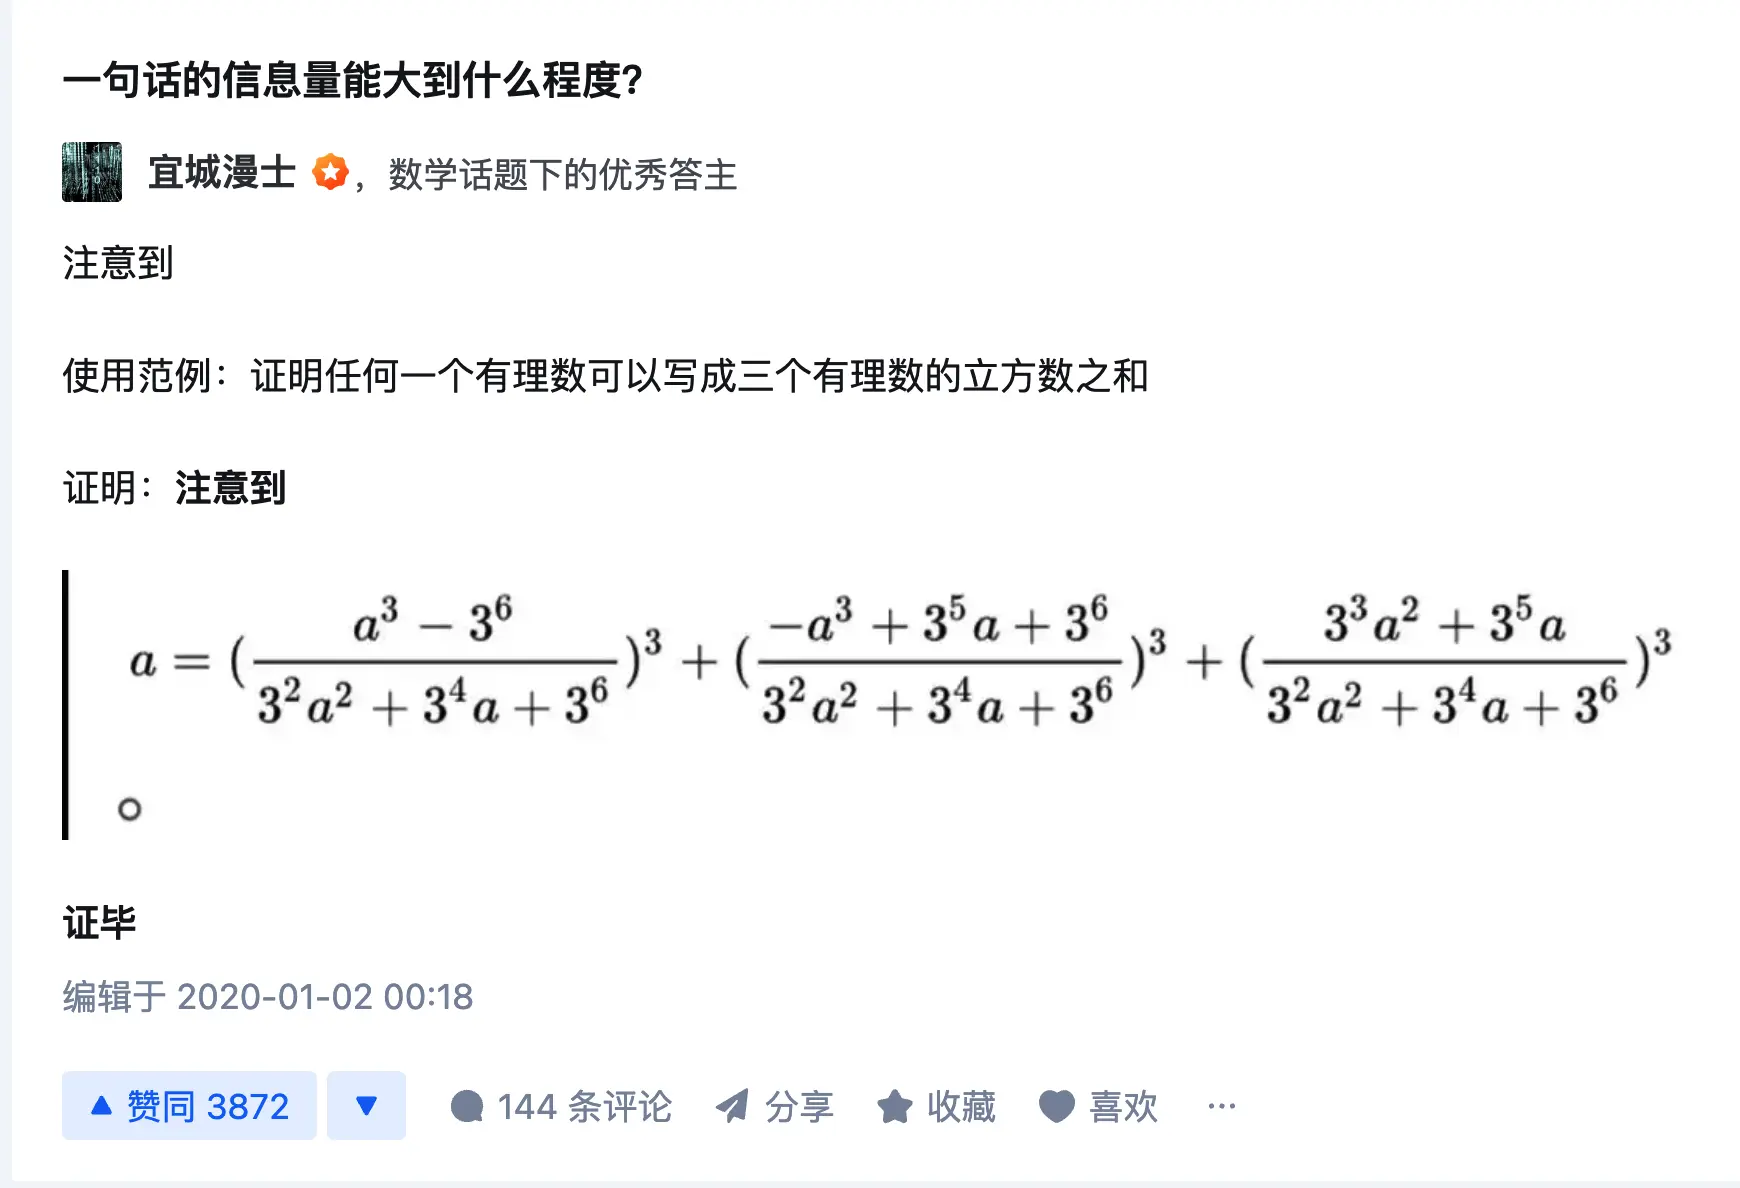 一句话的信息量能大到什么程度?
宜城漫士 ，数学话题下的优秀答主
注意到
使用范例：证明任何一个有理数可以写成三个有理数的立方数之和
证明：注意到
a = (\frac{a^3 - 3^6}{3^2a^2 + 3^4a + 3^6})^3 + (\frac{-a^3 + 3^5a + 3^6}{3^2a^2 + 3^4a + 3^6})^3 + (\frac{3^3a^2 + 3^5a}{3^2a^2 + 3^4a + 3^6})^3
。
证毕
编辑于 2020-01-02 00:18
赞同 3872 144 条评论 分享 收藏 喜欢 ···